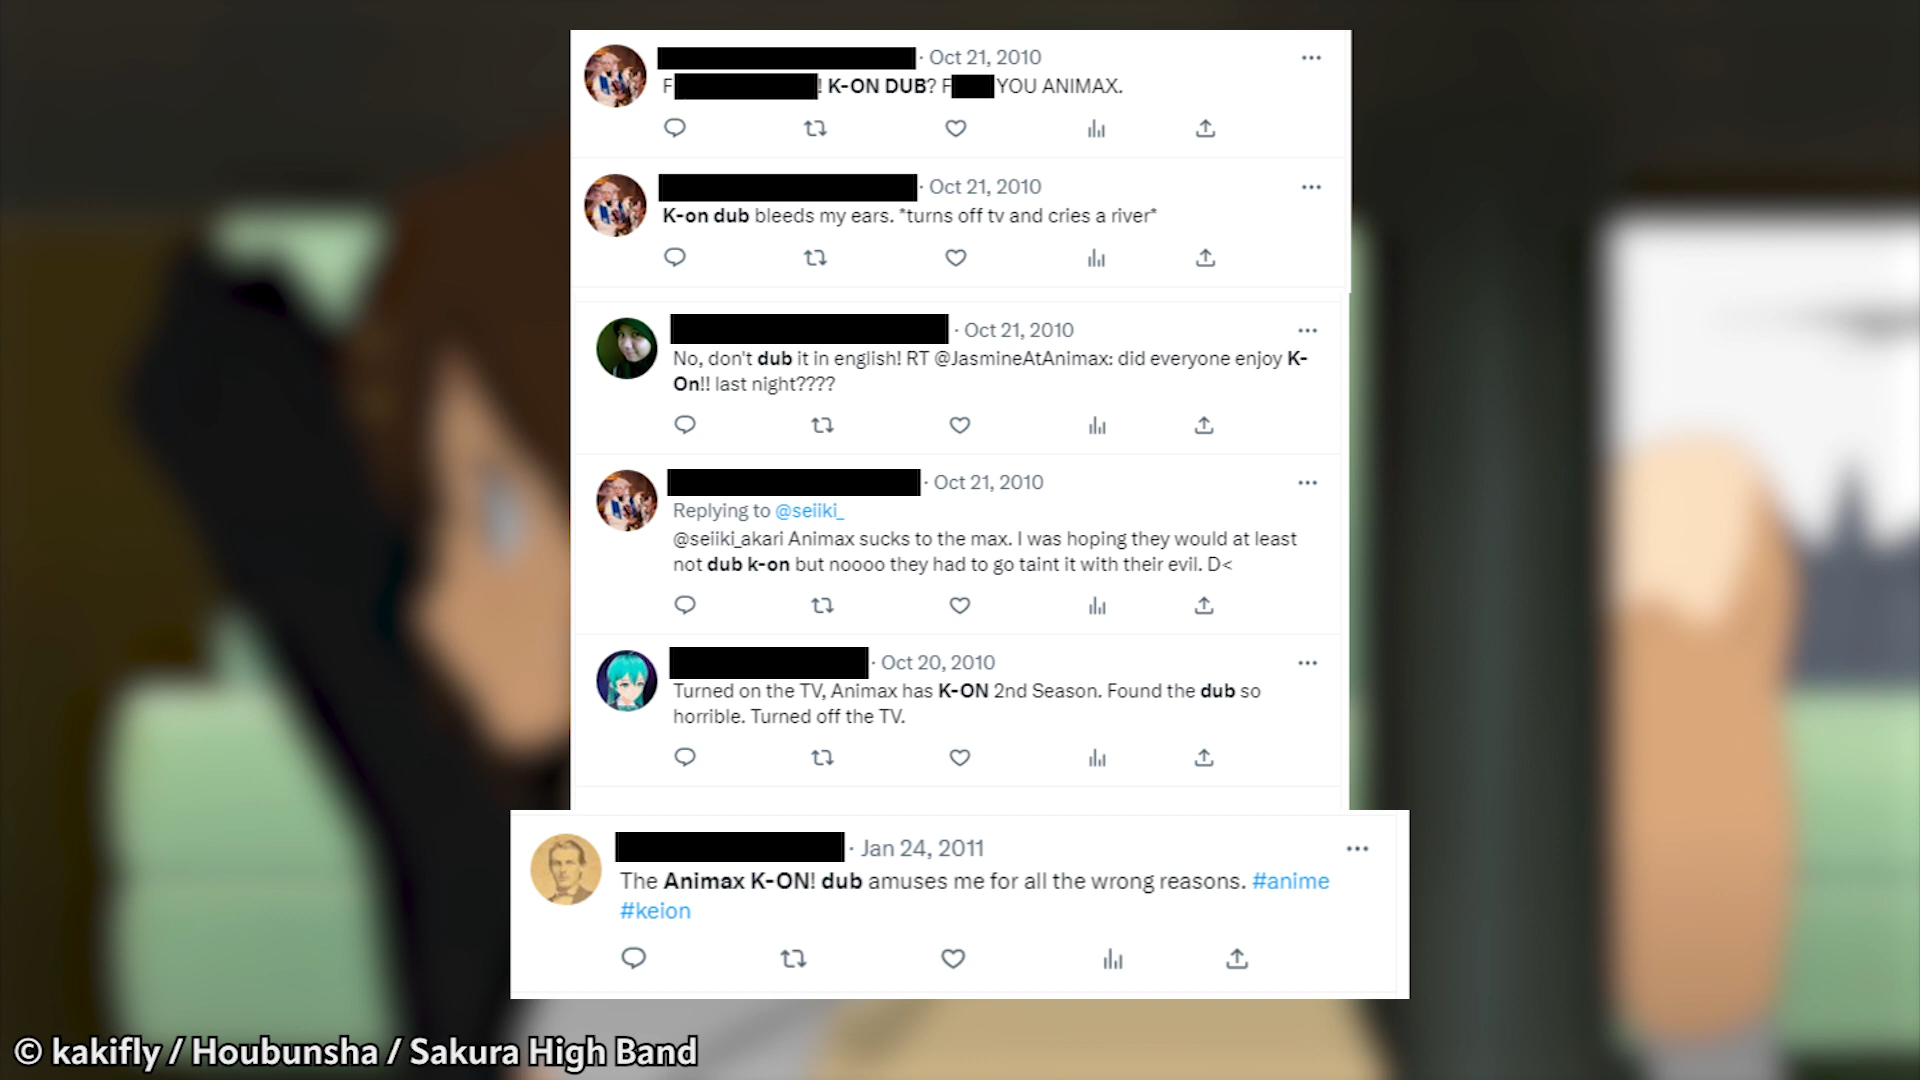 · Oct 21, 2010
F ! K-ON DUB? F YOU ANIMAX.
· Oct 21, 2010
K-on dub bleeds my ears. *turns off tv and cries a river*
· Oct 21, 2010
No, don't dub it in english! RT @JasmineAtAnimax: did everyone enjoy K-
On!! last night????
· Oct 21, 2010
Replying to @seiiki_
@seiiki_akari Animax sucks to the max. I was hoping they would at least
not dub k-on but noooo they had to go taint it with their evil. D<
· Oct 20, 2010
Turned on the TV, Animax has K-ON 2nd Season. Found the dub so
horrible. Turned off the TV.
· Jan 24, 2011
The Animax K-ON! dub amuses me for all the wrong reasons. #anime
#keion
© kakifly / Houbunsha / Sakura High Band